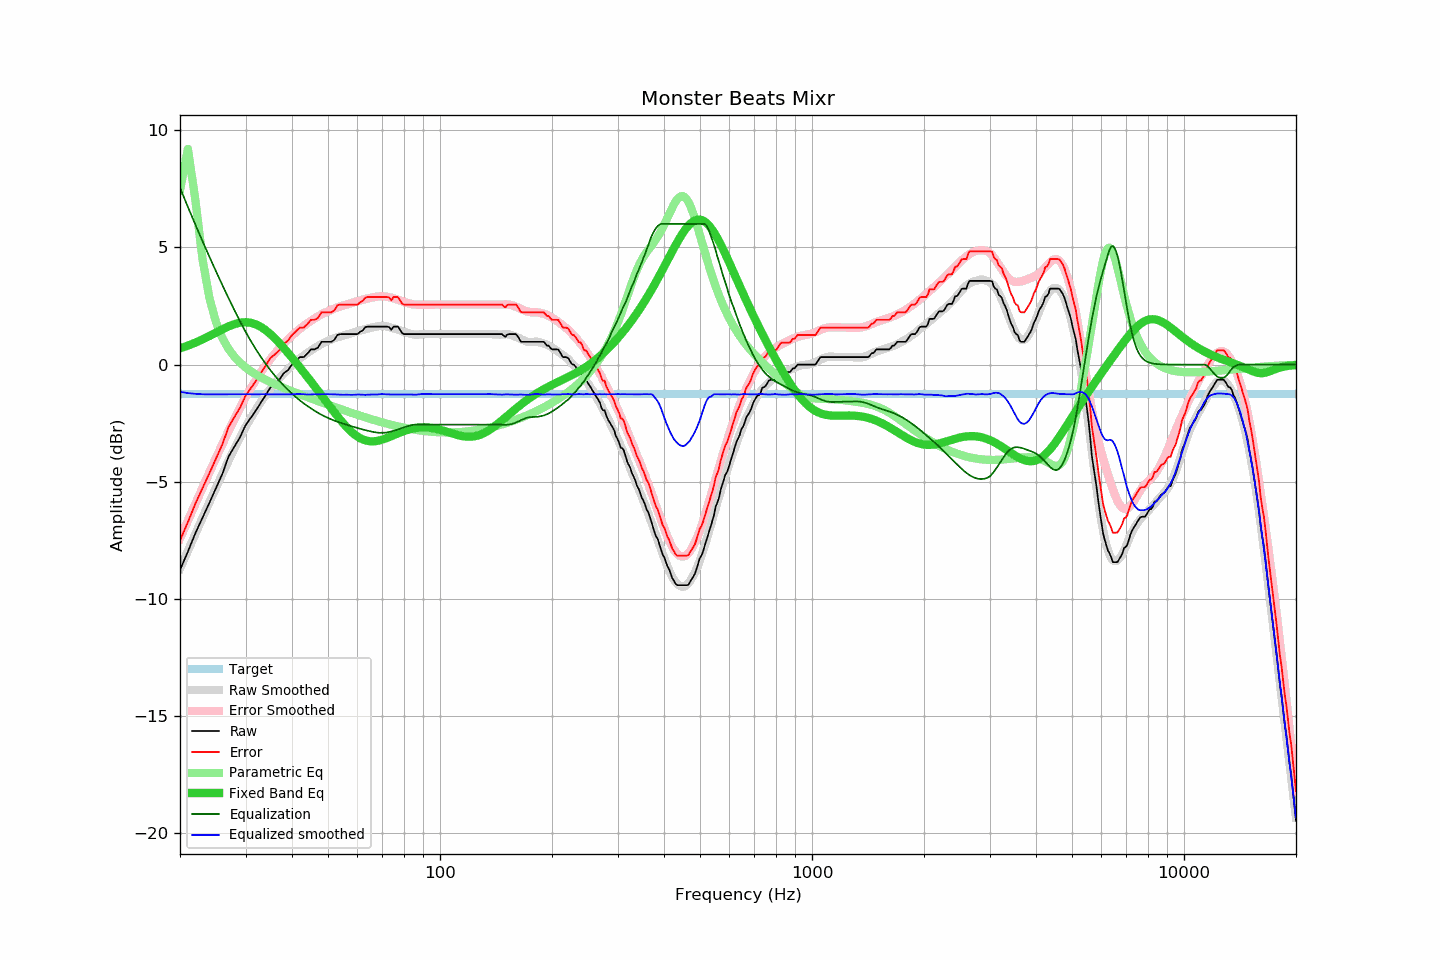 Monster Beats Mixr
10
5
0
−5
−10
−15
−20
Amplitude (dBr)
Target
Raw Smoothed
Error Smoothed
Raw
Error
Parametric Eq
Fixed Band Eq
Equalization
Equalized smoothed
100
1000
10000
Frequency (Hz)